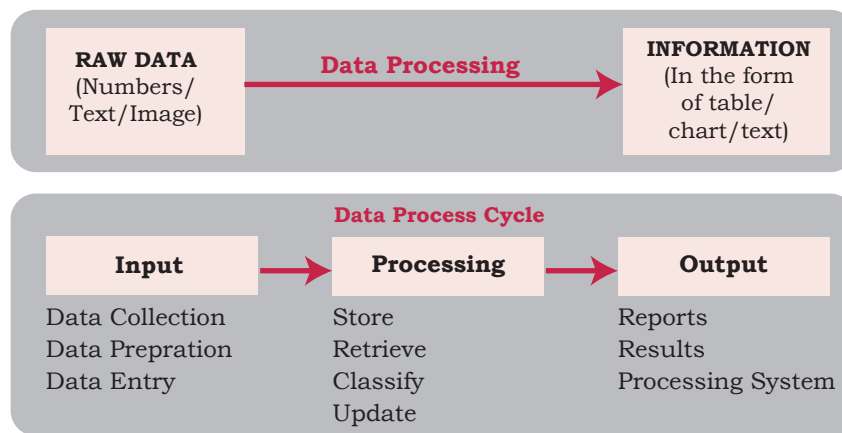 RAW DATA
(Numbers/
Text/Image)
Data Processing
INFORMATION
(In the form
of table/
chart/text)
Data Process Cycle
Input
Data Collection
Data Prepration
Data Entry
Processing
Store
Retrieve
Classify
Update
Output
Reports
Results
Processing System